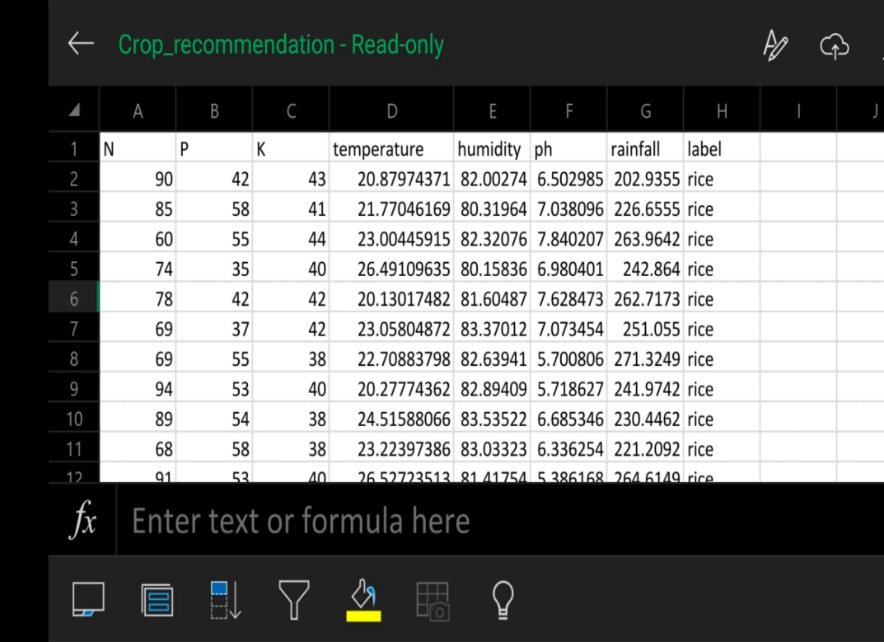 Crop_recommendation - Read-only
A B C D E F G H I J
1 N P K temperature humidity ph rainfall label
2 90 42 43 20.87974371 82.00274 6.502985 202.9355 rice
3 85 58 41 21.77046169 80.31964 7.038096 226.6555 rice
4 60 55 44 23.00445915 82.32076 7.840207 263.9642 rice
5 74 35 40 26.49109635 80.15836 6.980401 242.864 rice
6 78 42 42 20.13017482 81.60487 7.628473 262.7173 rice
7 69 37 42 23.05804872 83.37012 7.073454 251.055 rice
8 69 55 38 22.70883798 82.63941 5.700806 271.3249 rice
9 94 53 40 20.27774362 82.89409 5.718627 241.9742 rice
10 89 54 38 24.51588066 83.53522 6.685346 230.4462 rice
11 68 58 38 23.22397386 83.03323 6.336254 221.2092 rice
12 91 53 40 26.52723513 81.41754 5.386168 264.6149 rice
fx Enter text or formula here